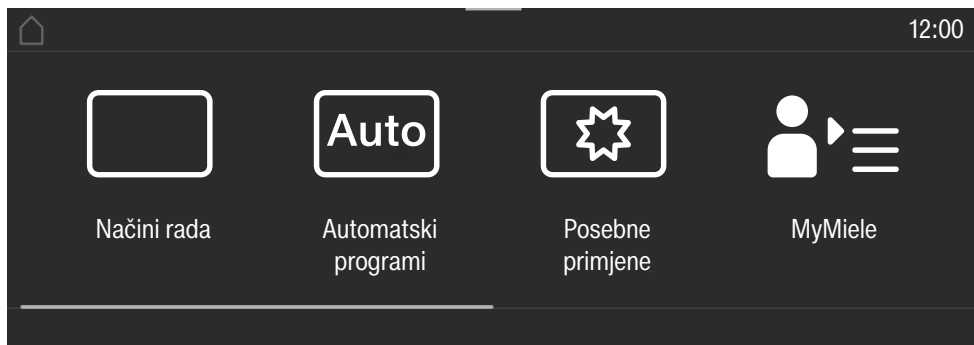 12:00
Auto
Načini rada
Automatski
programi
Posebne
primjene
MyMiele